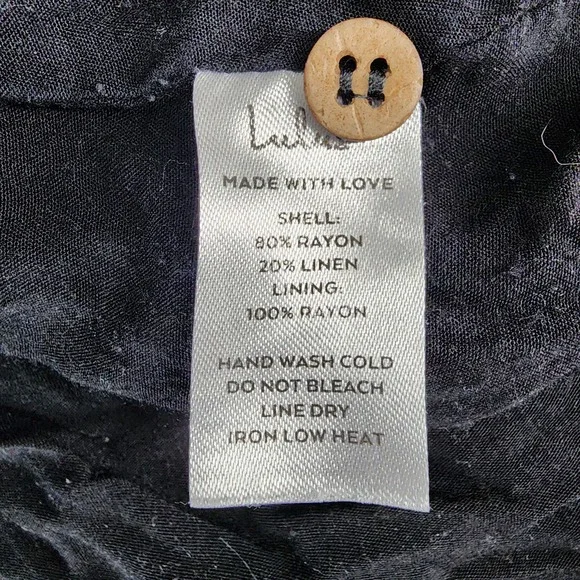 Lulus
MADE WITH LOVE
SHELL:
80% RAYON
20% LINEN
LINING:
100% RAYON
HAND WASH COLD
DO NOT BLEACH
LINE DRY
IRON LOW HEAT